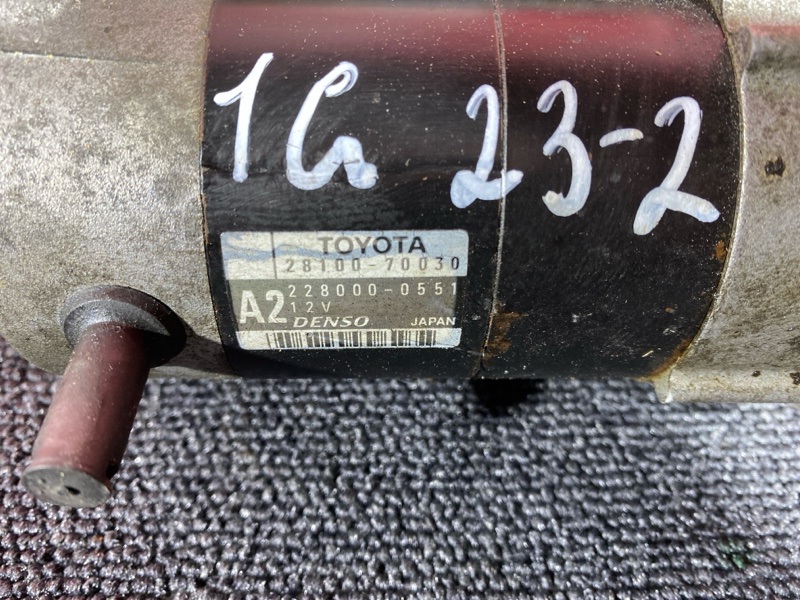 1G 23-2
TOYOTA
28100-70030
A2
228000-0551
12V
DENSO JAPAN